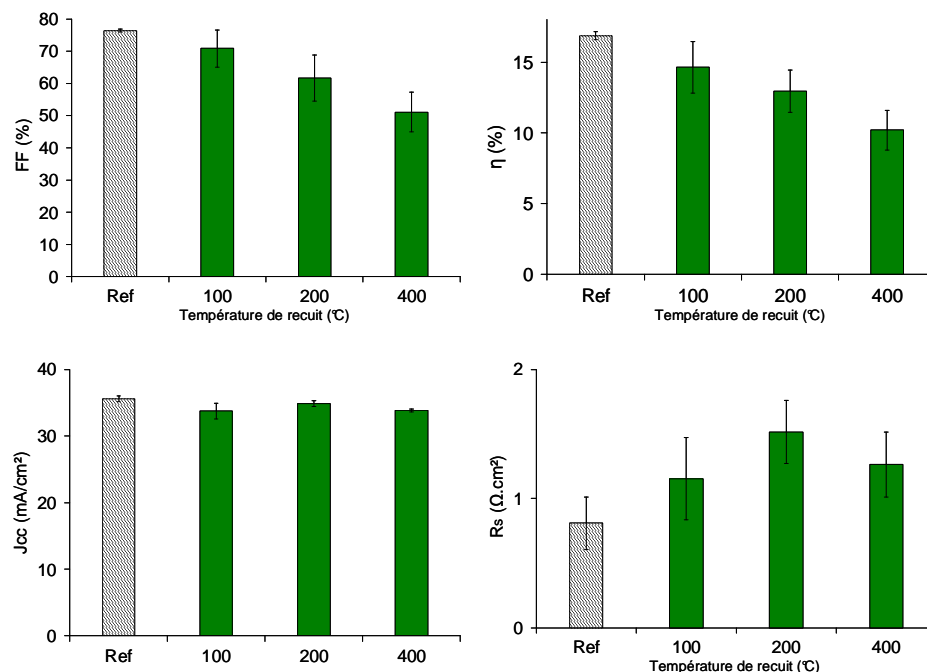 80
70
60
50
40
30
20
10
0
FF (%)
Ref 100 200 400
Température de recuit (°C)
15
10
5
0
η (%)
Ref 100 200 400
Température de recuit (°C)
40
30
20
10
0
Jcc (mA/cm²)
Ref 100 200 400
2
1
0
Rs (Ω.cm²)
Ref 100 200 400
Température de recuit (°C)